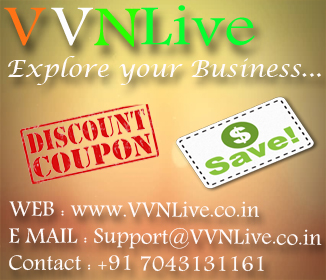 VVNLive
Explore your Business...
DISCOUNT
COUPON
$
Save!
WEB : www.VVNLive.co.in
E MAIL : Support@VVNLive.co.in
Contact : +91 7043131161